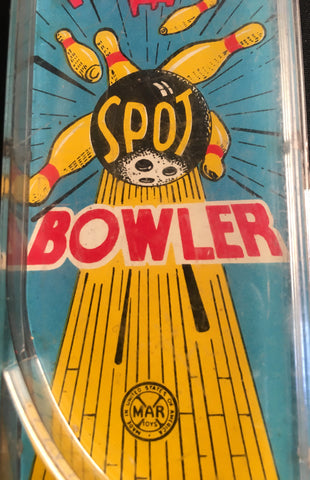 SPOT
BOWLER
MADE IN UNITED STATES OF AMERICA
MAR
TOYS